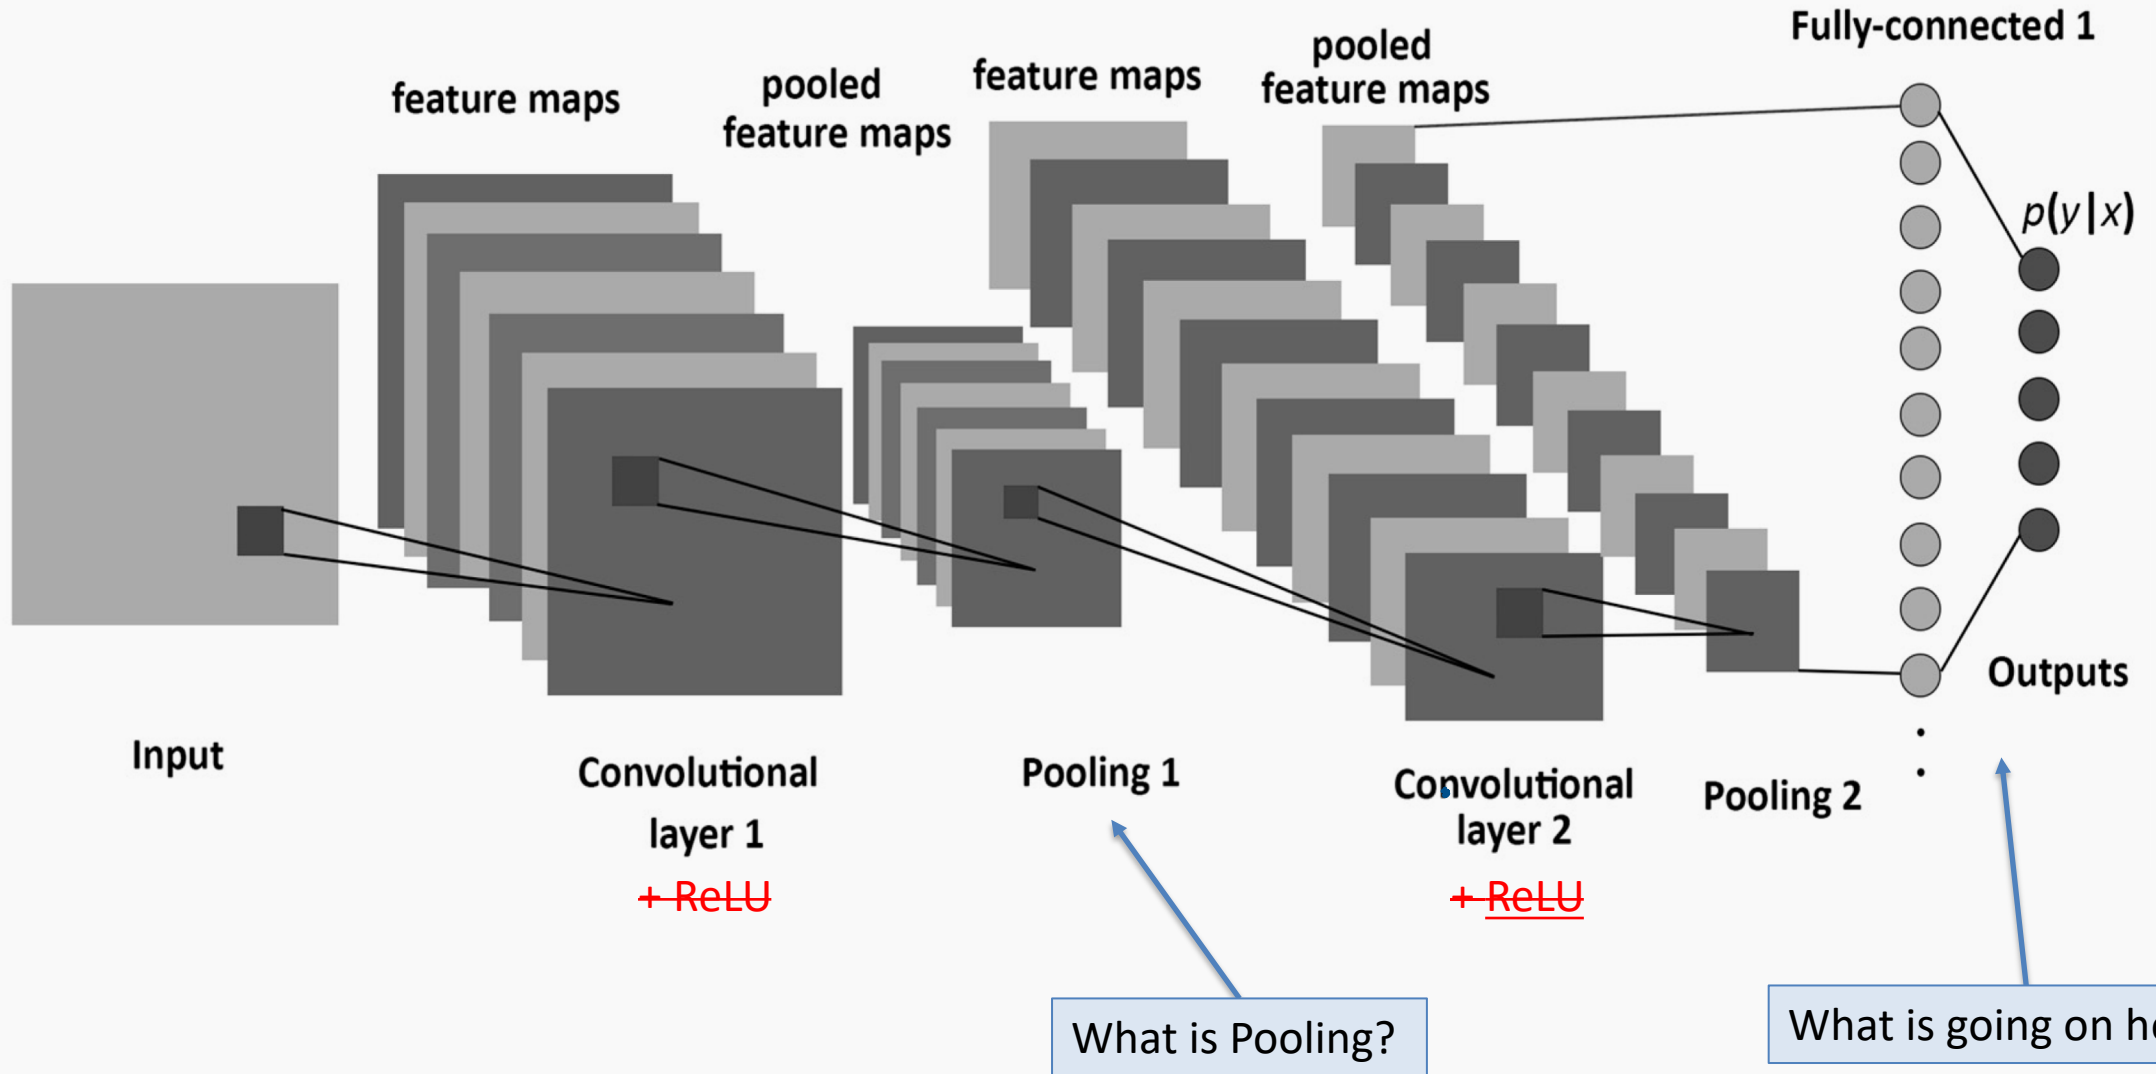 Fully-connected 1
feature maps
pooled
feature maps
feature maps
pooled
feature maps
p(y|x)
Input
Convolutional
layer 1
+ ReLU
Pooling 1
Convolutional
layer 2
+ ReLU
Pooling 2
Outputs
What is Pooling?
What is going on